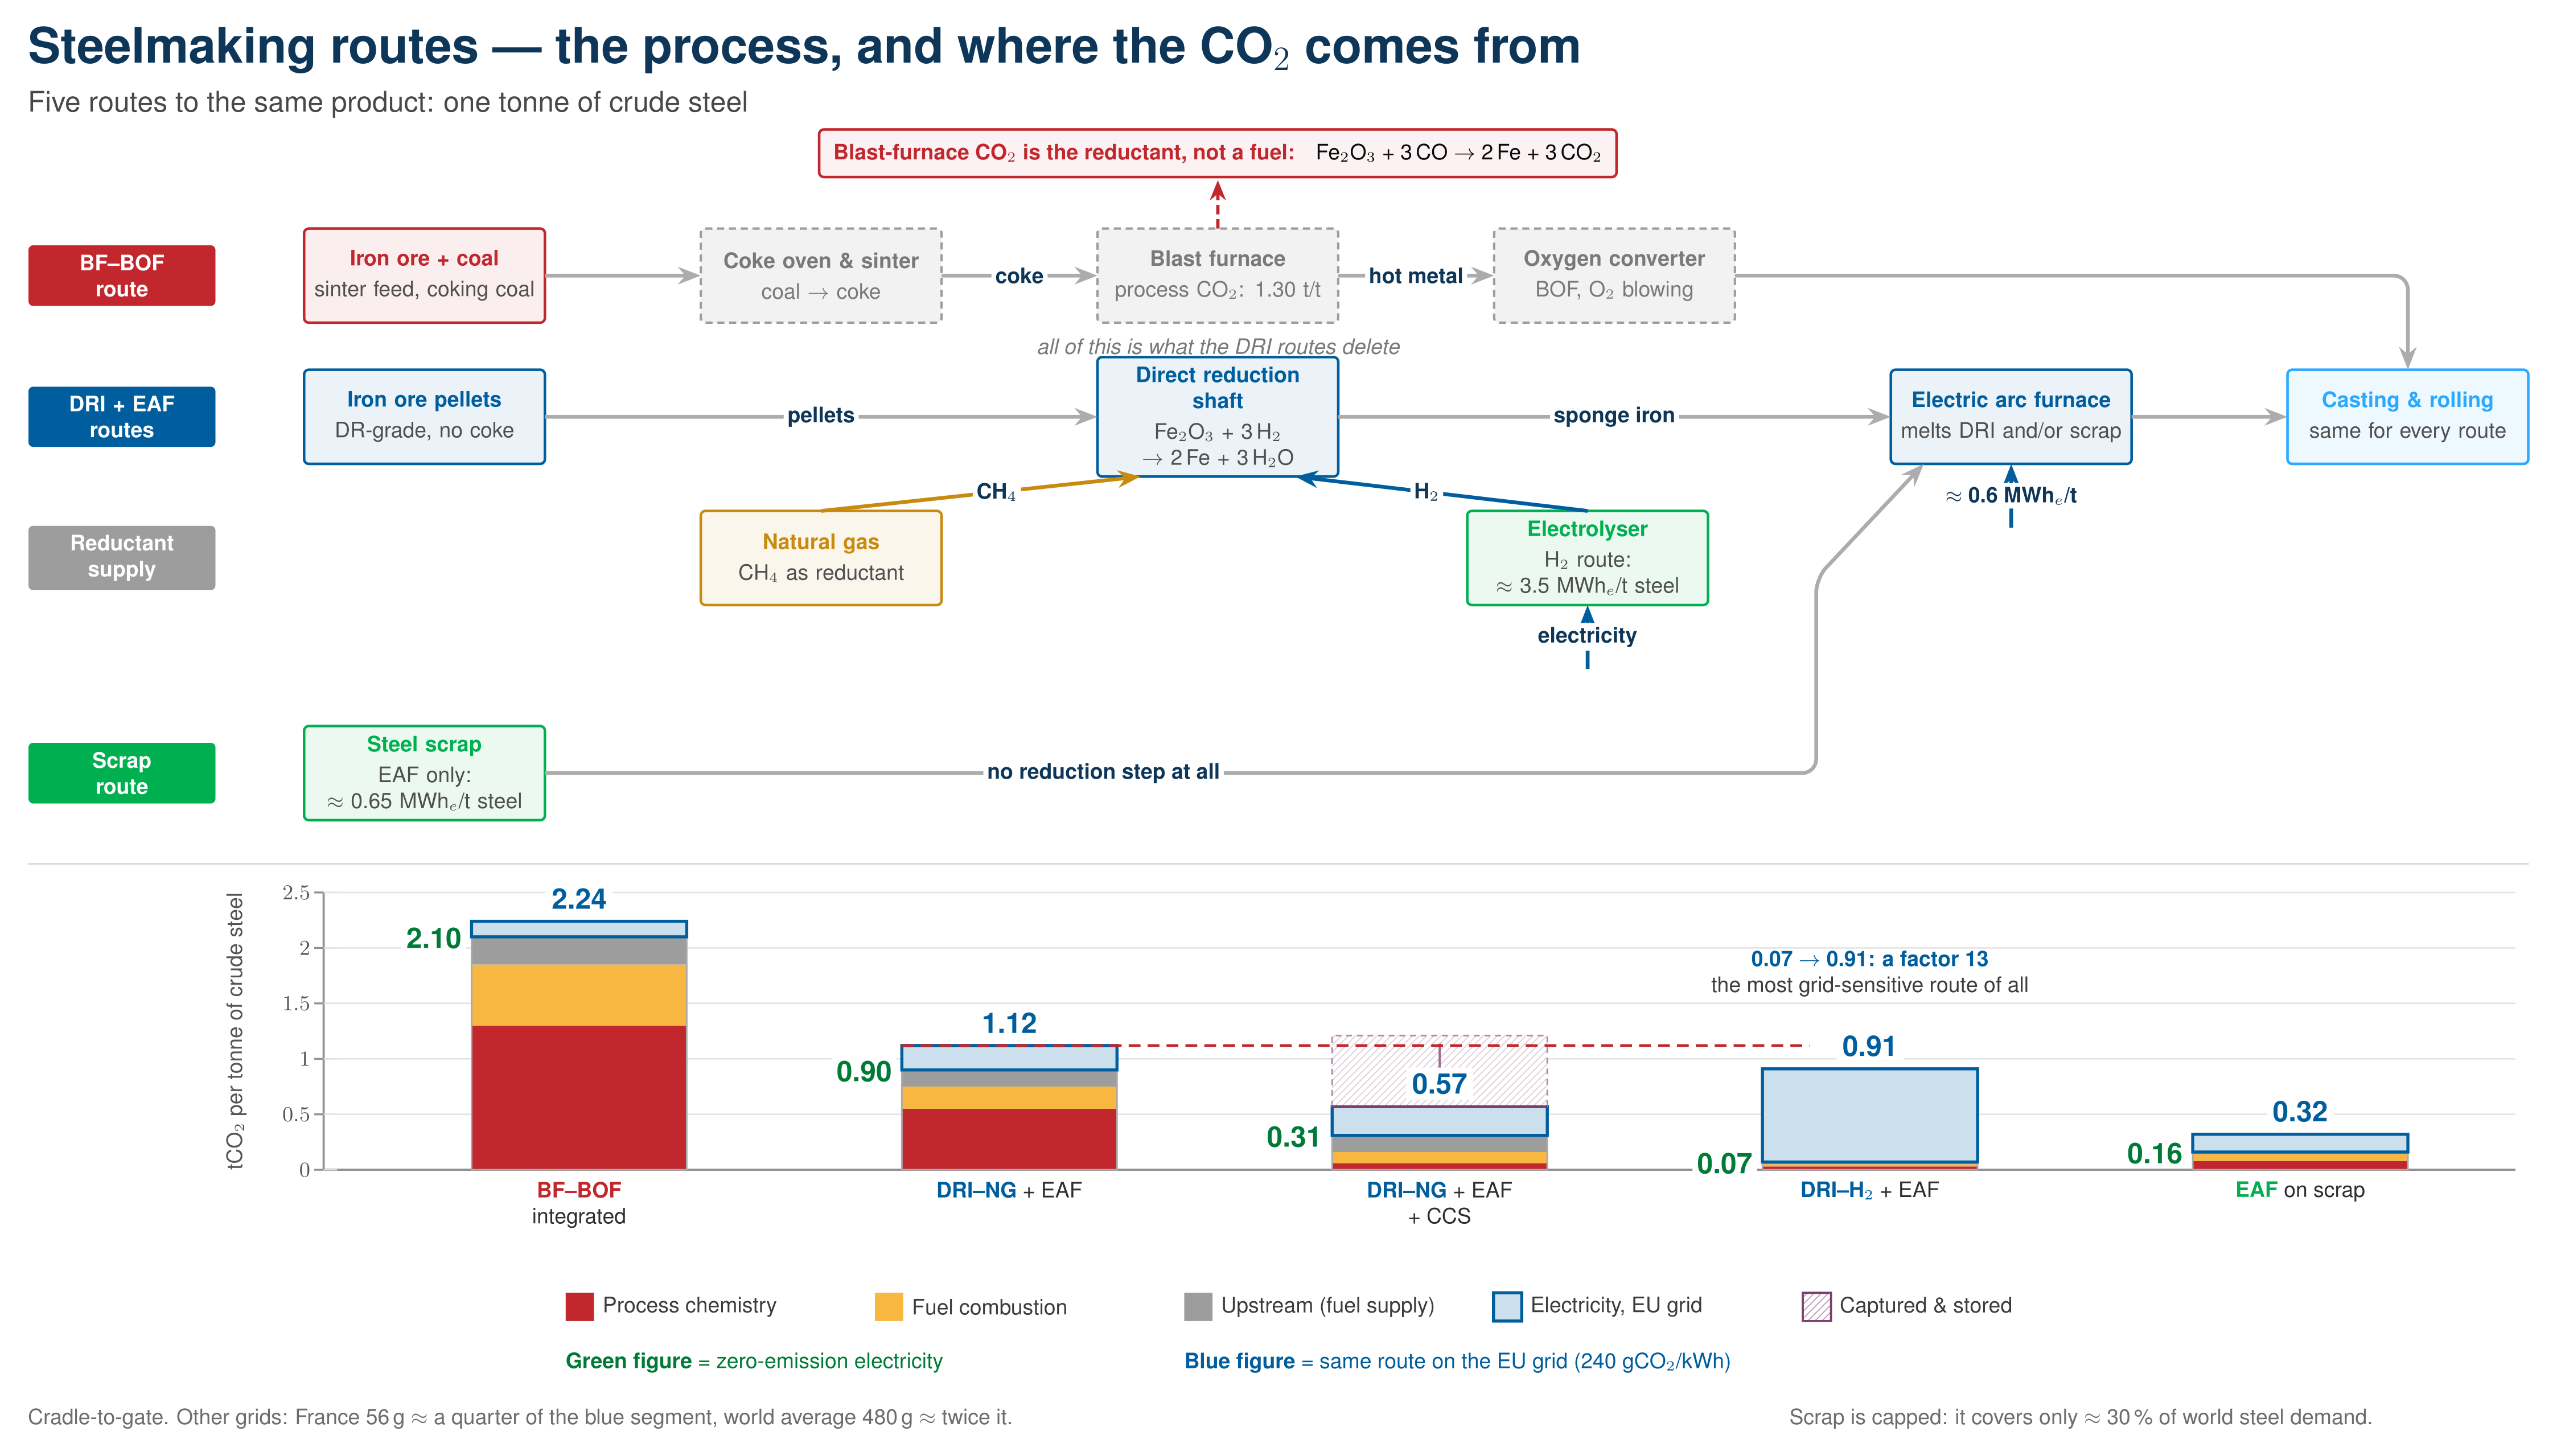 Steelmaking routes — the process, and where the CO₂ comes from
Five routes to the same product: one tonne of crude steel
Blast-furnace CO₂ is the reductant, not a fuel: Fe₂O₃ + 3 CO → 2 Fe + 3 CO₂
BF–BOF
route
Iron ore + coal
sinter feed, coking coal
Coke oven & sinter
coal → coke
coke
Blast furnace
process CO₂: 1.30 t/t
hot metal
Oxygen converter
BOF, O₂ blowing
all of this is what the DRI routes delete
DRI + EAF
routes
Iron ore pellets
DR-grade, no coke
pellets
Direct reduction
shaft
Fe₂O₃ + 3 H₂
→ 2 Fe + 3 H₂O
sponge iron
Electric arc furnace
melts DRI and/or scrap
Casting & rolling
same for every route
CH₄
H₂
≈ 0.6 MWhₑ/t
Reductant
supply
Natural gas
CH₄ as reductant
Electrolyser
H₂ route:
≈ 3.5 MWhₑ/t steel
electricity
Scrap
route
Steel scrap
EAF only:
≈ 0.65 MWhₑ/t steel
no reduction step at all
tCO₂ per tonne of crude steel
2.5
2
1.5
1
0.5
0
2.24
2.10
1.12
0.90
0.57
0.31
0.07 → 0.91: a factor 13
the most grid-sensitive route of all
0.91
0.07
0.32
0.16
BF–BOF
integrated
DRI–NG + EAF
DRI–NG + EAF
+ CCS
DRI–H₂ + EAF
EAF on scrap
Process chemistry
Fuel combustion
Upstream (fuel supply)
Electricity, EU grid
Captured & stored
Green figure = zero-emission electricity
Blue figure = same route on the EU grid (240 gCO₂/kWh)
Cradle-to-gate. Other grids: France 56 g ≈ a quarter of the blue segment, world average 480 g ≈ twice it.
Scrap is capped: it covers only ≈ 30 % of world steel demand.